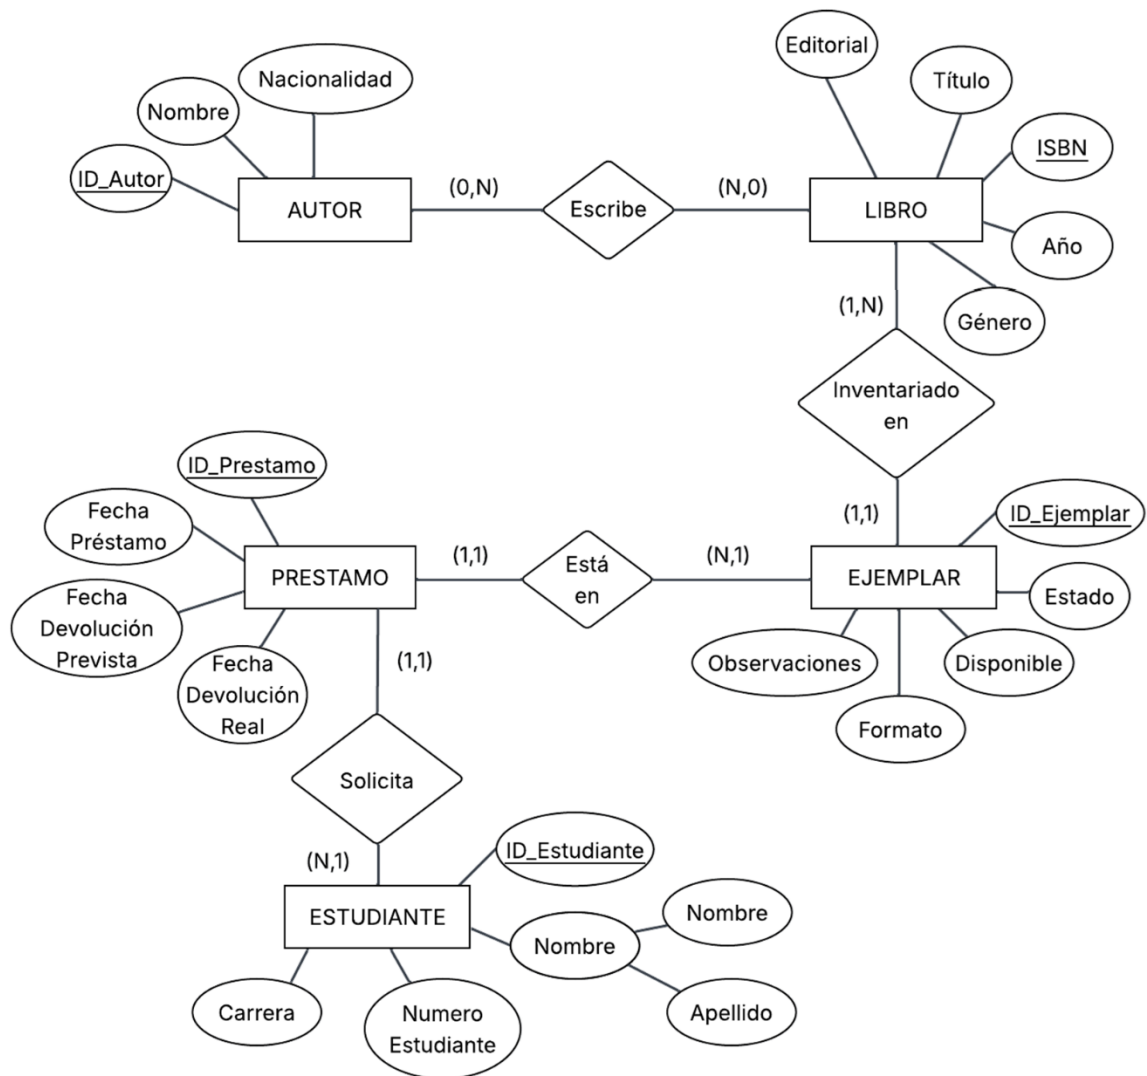 Editorial
Título
Nacionalidad
Nombre
ISBN
ID_Autor
AUTOR
(0,N)
Escribe
(N,0)
LIBRO
Año
Género
(1,N)
Inventariado
en
ID_Prestamo
Fecha
Préstamo
(1,1)
ID_Ejemplar
PRESTAMO
(1,1)
Está
en
(N,1)
EJEMPLAR
Estado
Fecha
Devolución
Prevista
Fecha
Devolución
Real
(1,1)
Observaciones
Disponible
Formato
Solicita
(N,1)
ID_Estudiante
ESTUDIANTE
Nombre
Nombre
Apellido
Carrera
Numero
Estudiante